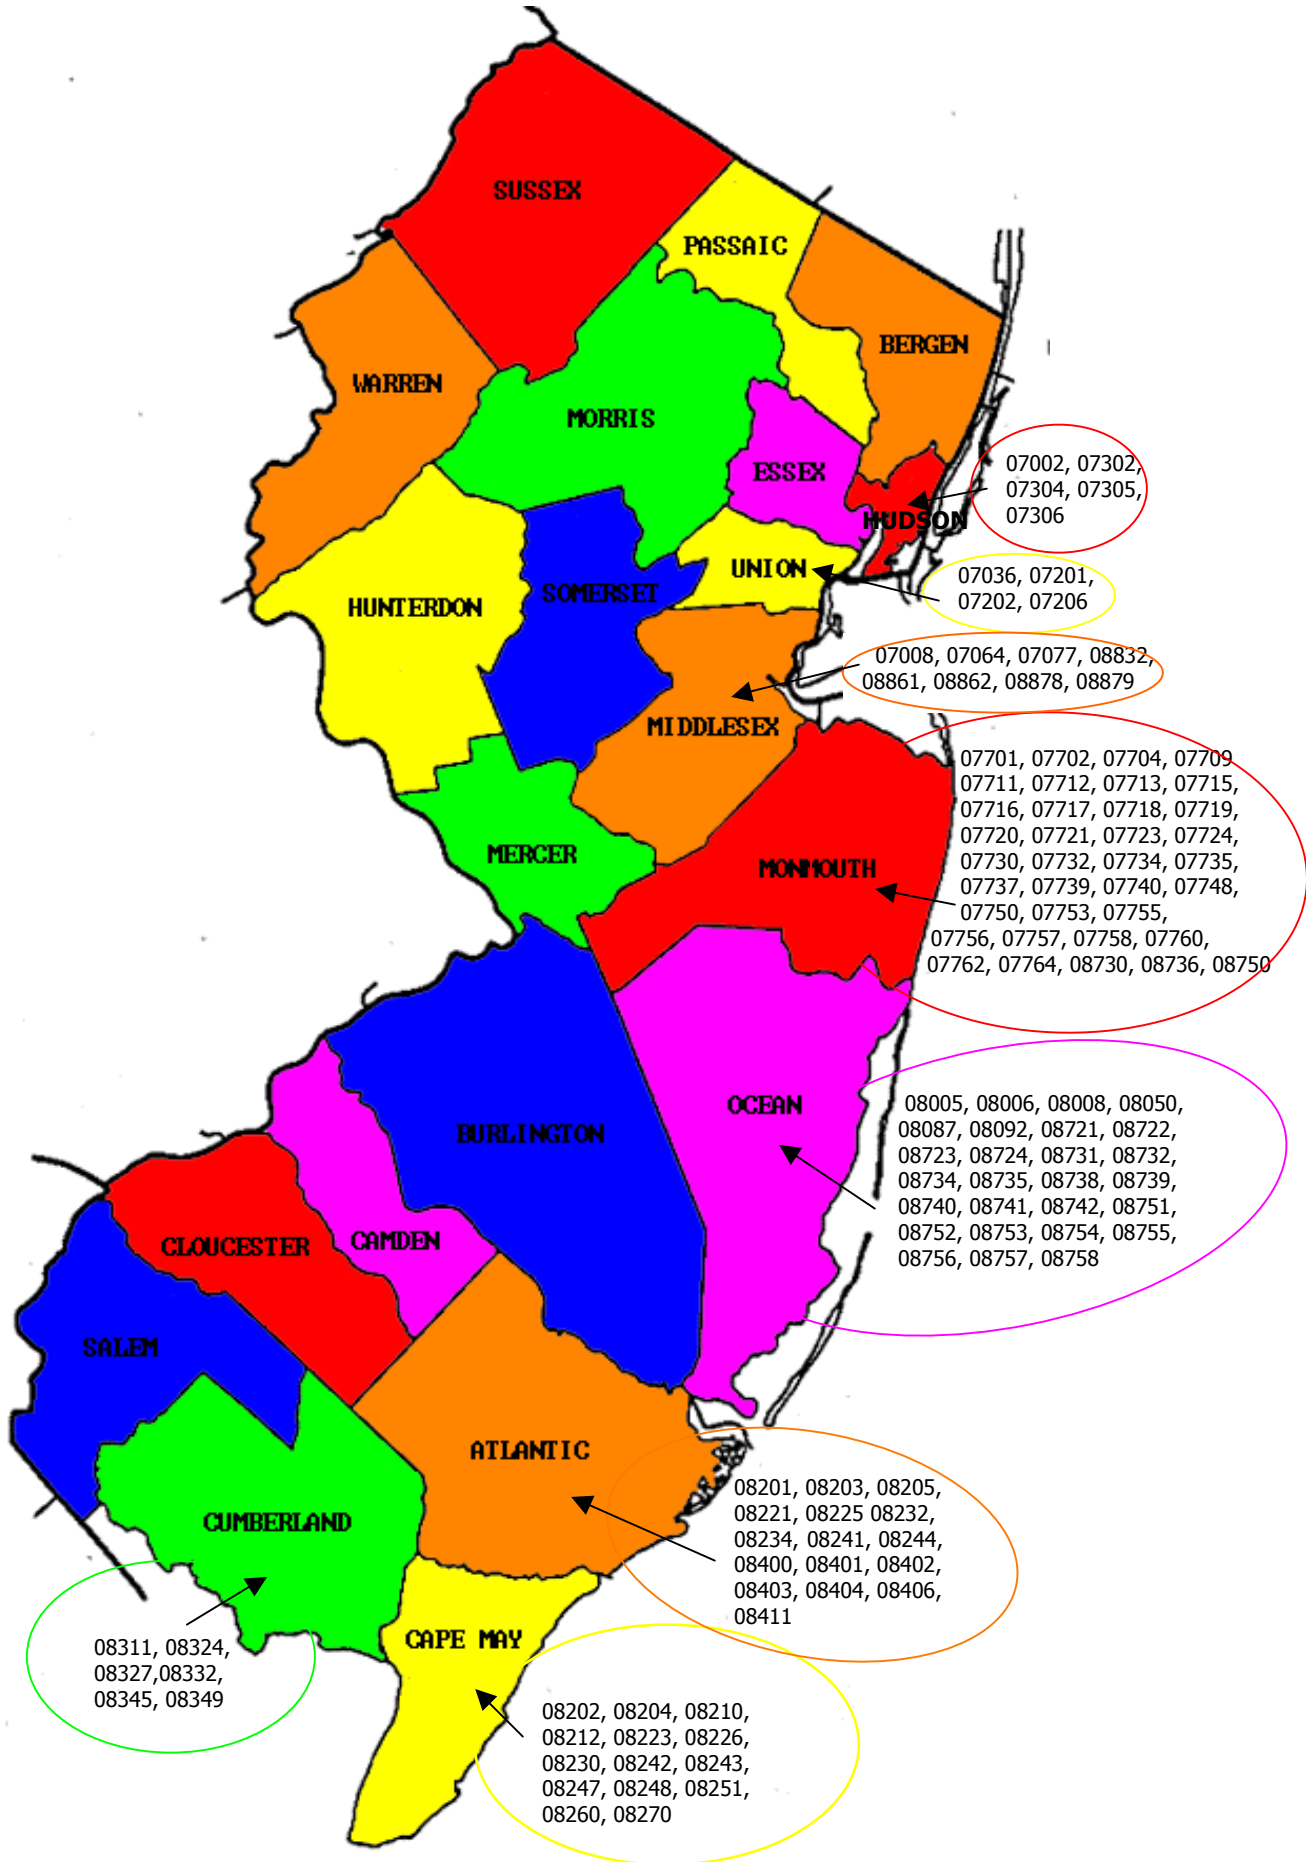 SUSSEX
PASSAIC
BERGEN
WARREN
MORRIS
ESSEX
07002, 07302,
07304, 07305,
07306
HUDSON
UNION
07036, 07201,
07202, 07206
HUNTERDON
SOMERSET
07008, 07064, 07077, 08832,
08861, 08862, 08878, 08879
MIDDLESEX
07701, 07702, 07704, 07709
07711, 07712, 07713, 07715,
07716, 07717, 07718, 07719,
07720, 07721, 07723, 07724,
07730, 07732, 07734, 07735,
07737, 07739, 07740, 07748,
07750, 07753, 07755,
07756, 07757, 07758, 07760,
07762, 07764, 08730, 08736, 08750
MERCER
MONMOUTH
OCEAN
08005, 08006, 08008, 08050,
08087, 08092, 08721, 08722,
08723, 08724, 08731, 08732,
08734, 08735, 08738, 08739,
08740, 08741, 08742, 08751,
08752, 08753, 08754, 08755,
08756, 08757, 08758
BURLINGTON
CAMDEN
CLOUCESTER
SALEM
ATLANTIC
08201, 08203, 08205,
08221, 08225 08232,
08234, 08241, 08244,
08400, 08401, 08402,
08403, 08404, 08406,
08411
CUMBERLAND
08311, 08324,
08327,08332,
08345, 08349
CAPE MAY
08202, 08204, 08210,
08212, 08223, 08226,
08230, 08242, 08243,
08247, 08248, 08251,
08260, 08270